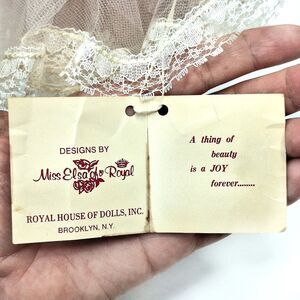 DESIGNS BY
Miss Elsa of Royal
ROYAL HOUSE OF DOLLS, INC.
BROOKLYN, N.Y.
A thing of
beauty
is a JOY
forever........